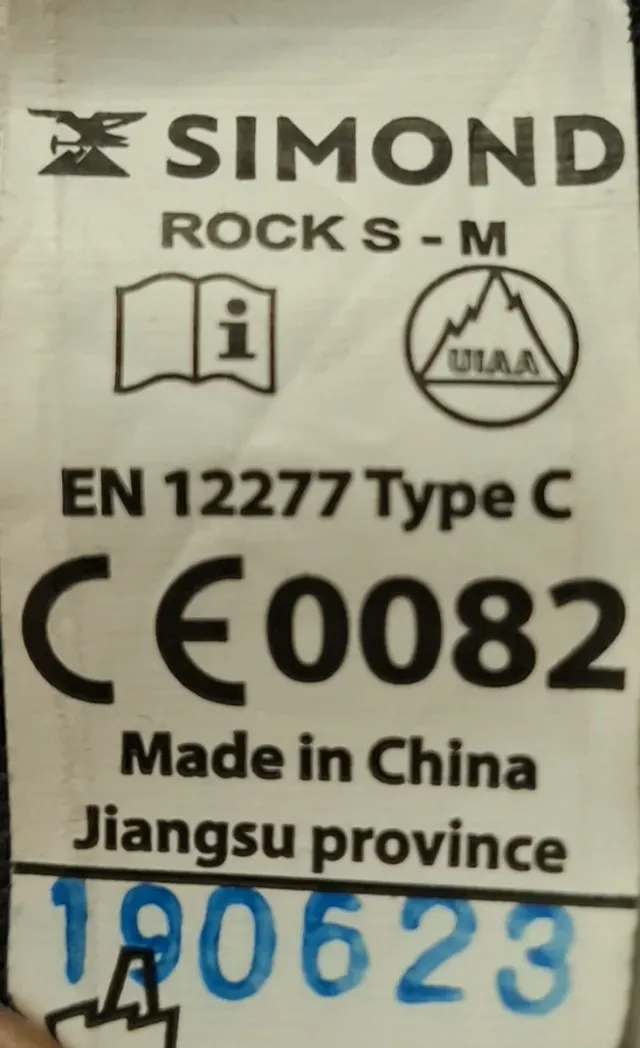 SIMOND
ROCK S - M
i
UIAA
EN 12277 Type C
CE 0082
Made in China
Jiangsu province
190623